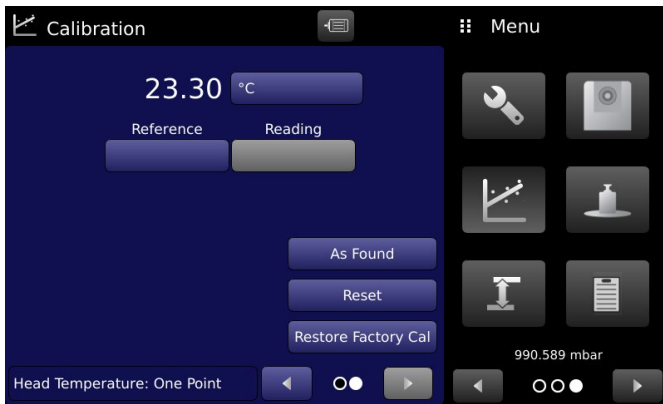 Calibration
Menu
23.30 °C
Reference Reading
As Found
Reset
Restore Factory Cal
990.589 mbar
Head Temperature: One Point